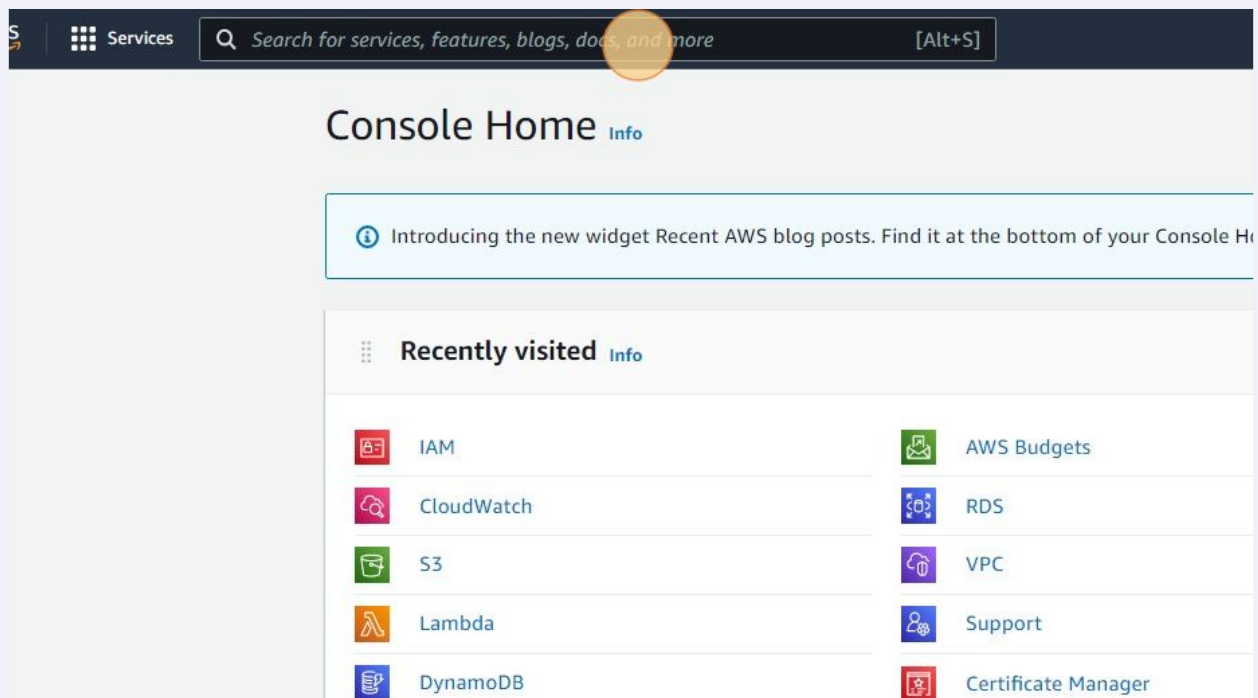 Services
Search for services, features, blogs, docs, and more [Alt+S]
Console Home Info
Introducing the new widget Recent AWS blog posts. Find it at the bottom of your Console
Recently visited Info
IAM
AWS Budgets
CloudWatch
RDS
S3
VPC
Lambda
Support
DynamoDB
Certificate Manager